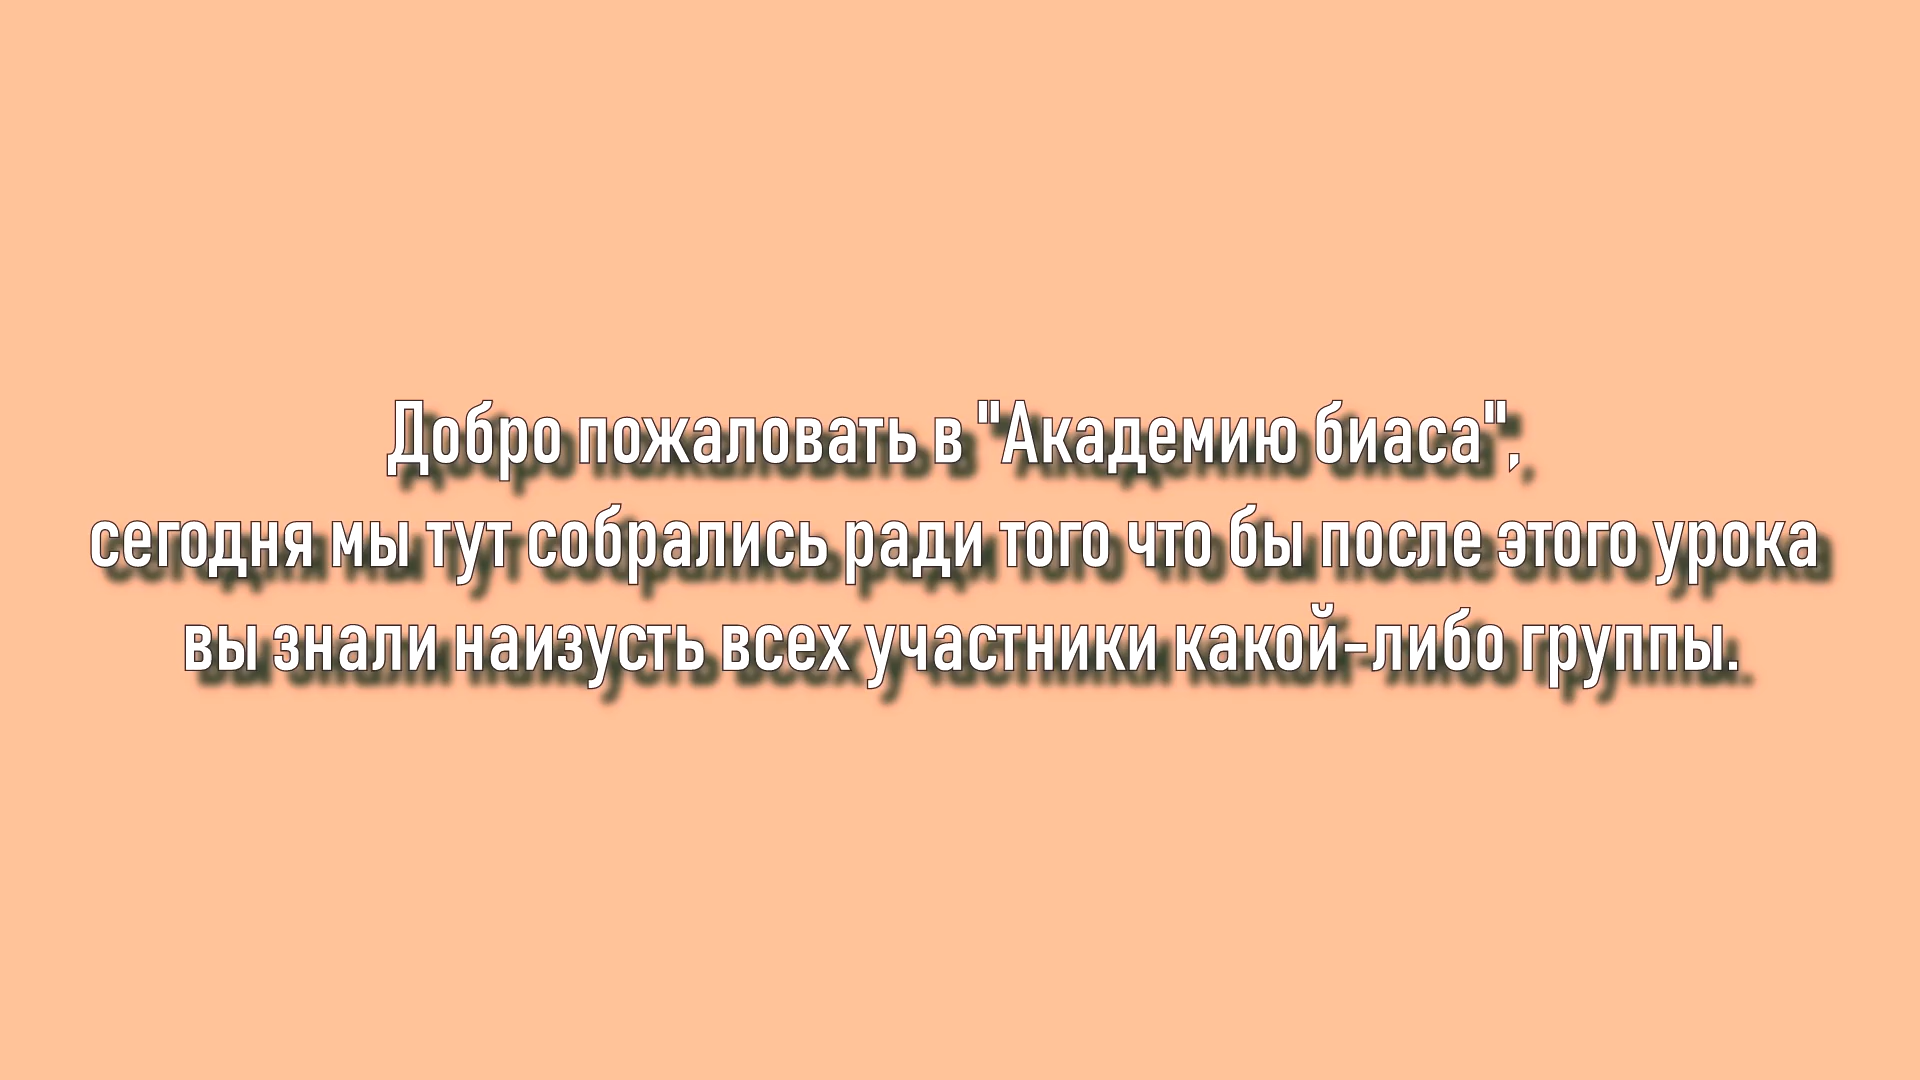 Добро пожаловать в "Академию биаса",
сегодня мы тут собрались ради того что бы после этого урока
вы знали наизусть всех участники какой-либо группы.